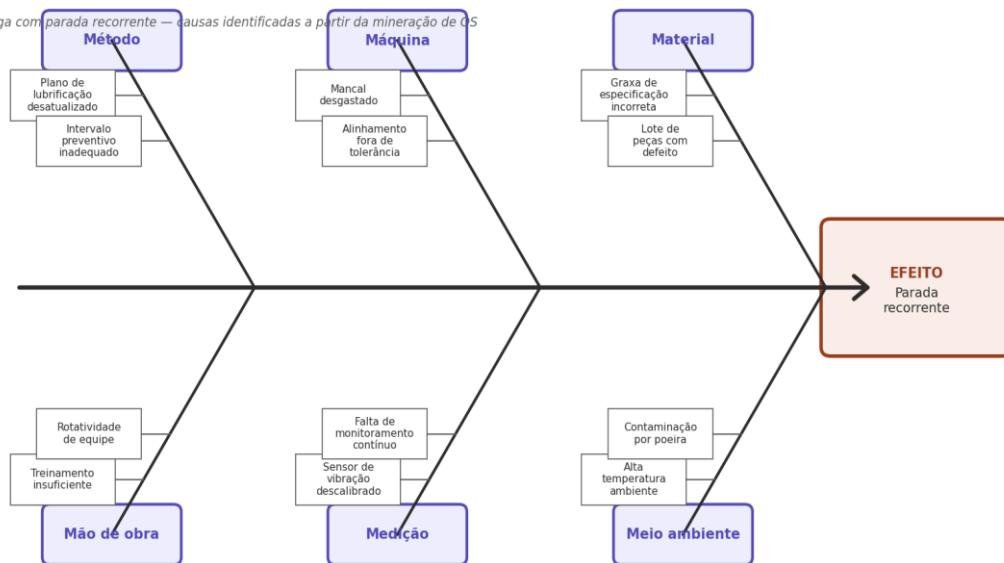 com parada recorrente — causas identificadas a partir da mineração de OS
Método
Máquina
Material
Plano de
lubrificação
desatualizado
Intervalo
preventivo
inadequado
Mancal
desgastado
Alinhamento
fora de
tolerância
Graxa de
especificação
incorreta
Lote de
peças com
defeito
EFEITO
Parada
recorrente
Rotatividade
de equipe
Treinamento
insuficiente
Falta de
monitoramento
contínuo
Sensor de
vibração
descalibrado
Contaminação
por poeira
Alta
temperatura
ambiente
Mão de obra
Medição
Meio ambiente